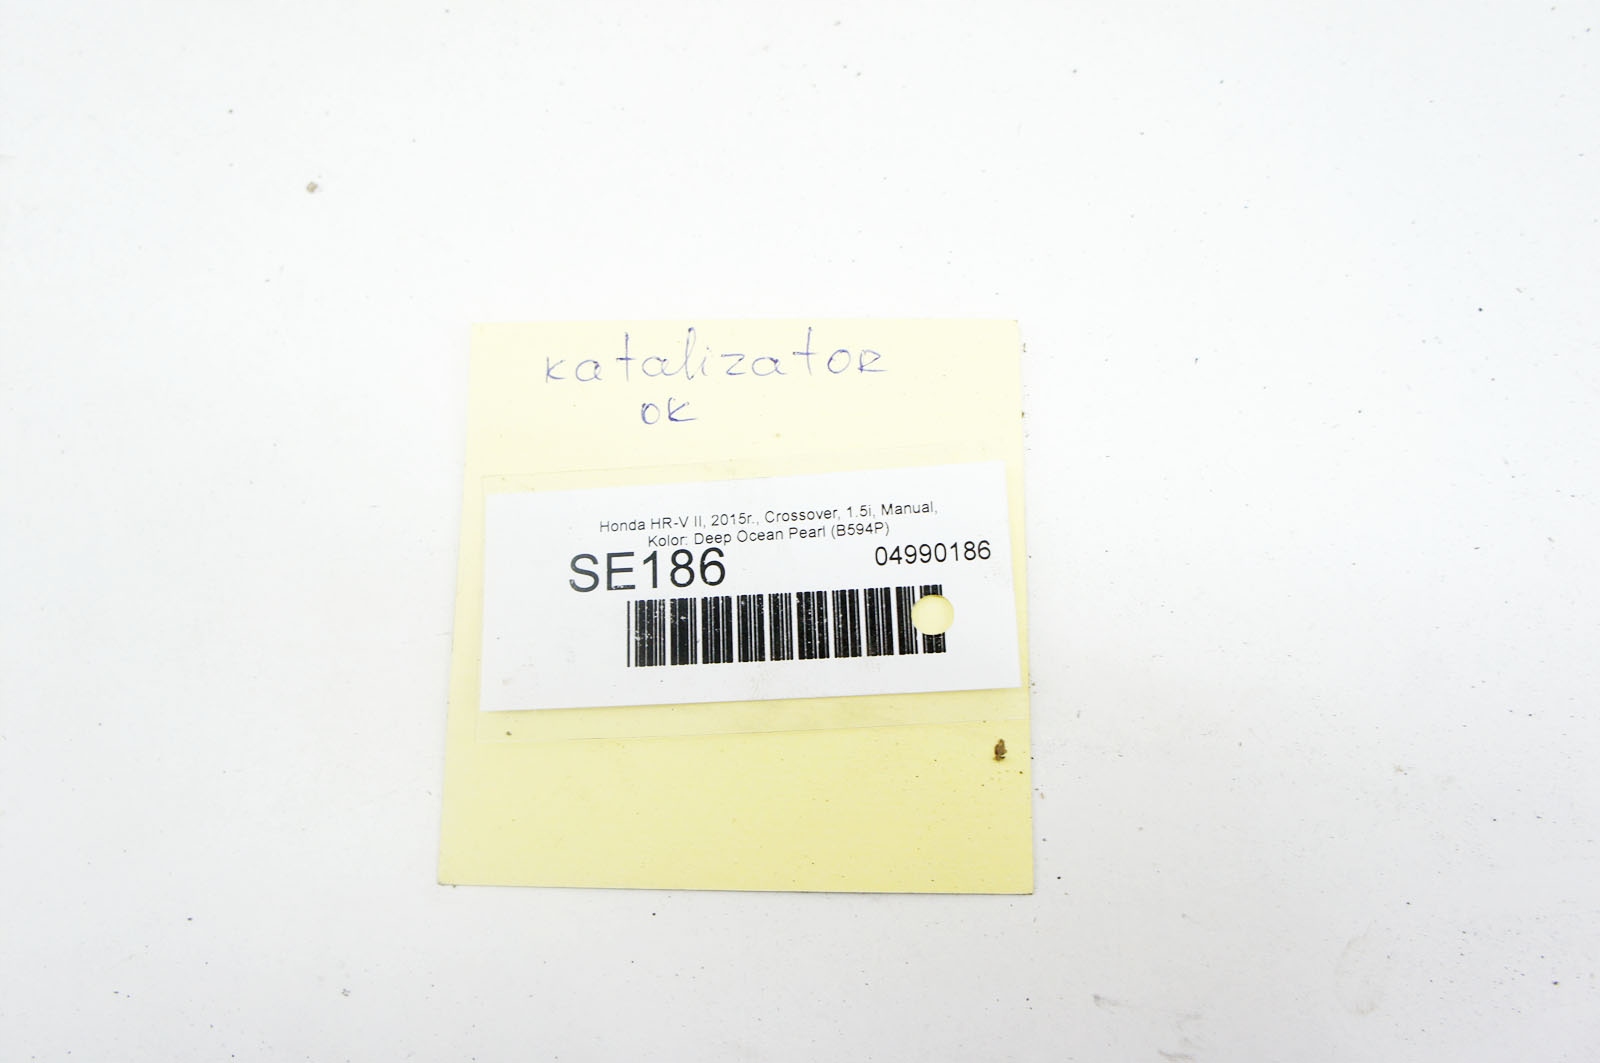 katalizator
OK
Honda HR-V II, 2015r., Crossover, 1.5i, Manual,
Kolor: Deep Ocean Pearl (B594P)
SE186 04990186